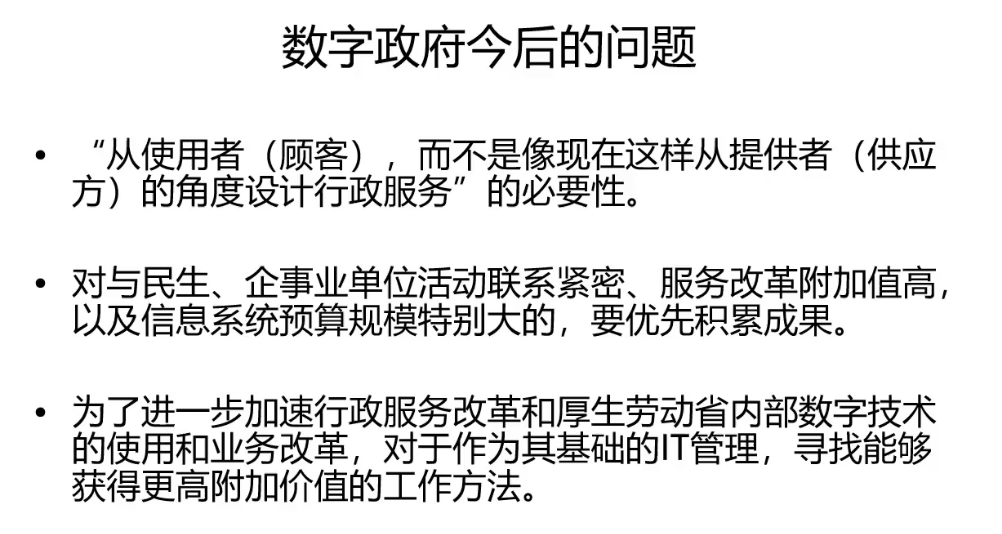 数字政府今后的问题
• “从使用者（顾客），而不是像现在这样从提供者（供应
方）的角度设计行政服务”的必要性。
• 对与民生、企事业单位活动联系紧密、服务改革附加值高，
以及信息系统预算规模特别大的，要优先积累成果。
• 为了进一步加速行政服务改革和厚生劳动省内部数字技术
的使用和业务改革，对于作为其基础的IT管理，寻找能够
获得更高附加价值的工作方法。